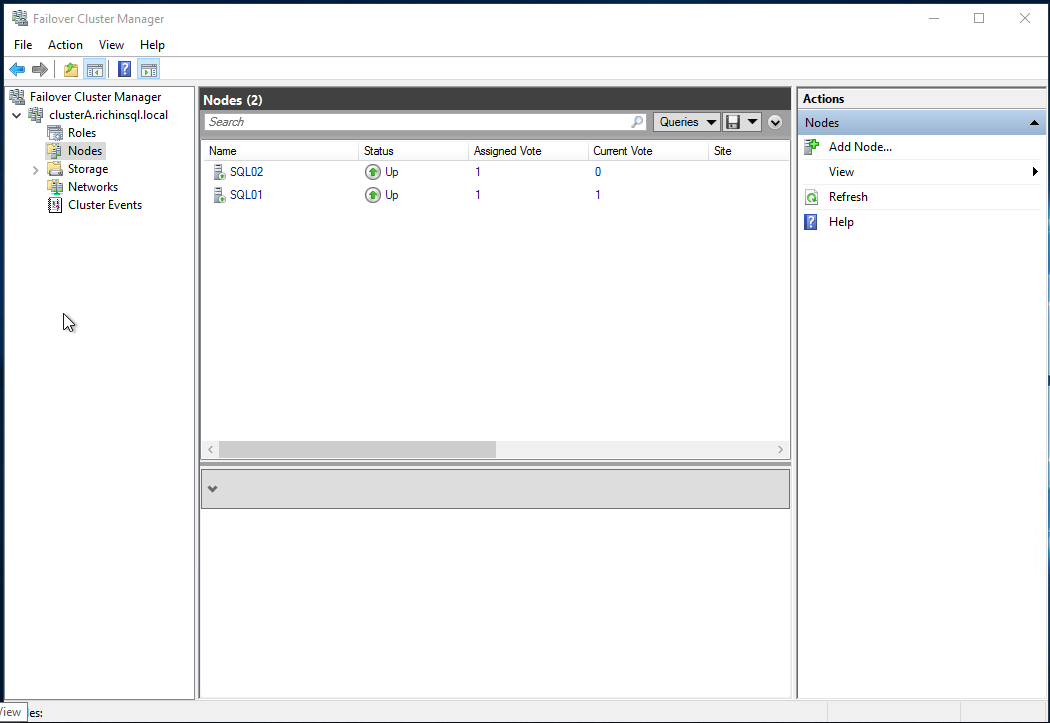 Failover Cluster Manager
File Action View Help
Failover Cluster Manager
clusterA.richinsql.local
Roles
Nodes
Storage
Networks
Cluster Events
Nodes (2)
Search
Queries
Name Status Assigned Vote Current Vote Site
SQL02 Up 1 0
SQL01 Up 1 1
Actions
Nodes
Add Node...
View
Refresh
Help
View es: